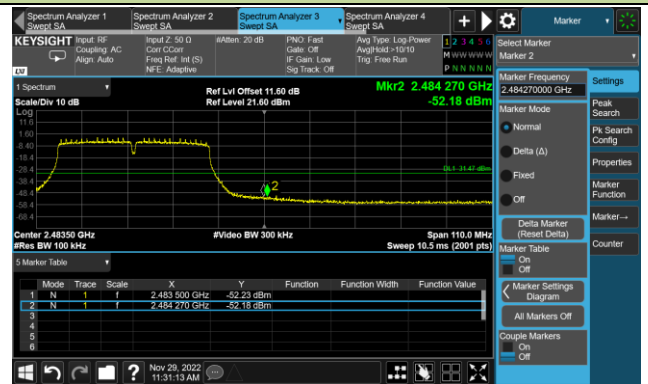 Spectrum Analyzer 1
Swept SA
Spectrum Analyzer 2
Swept SA
Spectrum Analyzer 3
Swept SA
Spectrum Analyzer 4
Swept SA
Marker
KEYSIGHT
Input: RF
Coupling: AC
Align: Auto
Input Z: 50 Ω
Corr CCorr
Freq Ref: Int (S)
NFE: Adaptive
#Atten: 20 dB
PNO: Fast
Gate: Off
IF Gain: Low
Sig Track: Off
Avg Type: Log-Power
Avg|Hold:>10/10
Trig: Free Run
1 2 3 4 5 6
M W W W W W
P N N N N N
LXI
1 Spectrum
Scale/Div 10 dB
Ref Lvl Offset 11.60 dB
Ref Level 21.60 dBm
Mkr2 2.484 270 GHz
-52.18 dBm
Log
11.6
1.60
-8.40
-18.4
-28.4
-38.4
-48.4
-58.4
-68.4
DL1 -31.47 dBm
2
Center 2.48350 GHz
#Res BW 100 kHz
#Video BW 300 kHz
Span 110.0 MHz
Sweep 10.5 ms (2001 pts)
5 Marker Table
Mode Trace Scale X Y Function Function Width Function Value
1 N 1 f 2.483 500 GHz -52.23 dBm
2 N 1 f 2.484 270 GHz -52.18 dBm
3
4
5
6
Nov 29, 2022
11:31:13 AM
Select Marker
Marker 2
Marker Frequency
2.484270000 GHz
Marker Mode
Normal
Delta (Δ)
Fixed
Off
Delta Marker
(Reset Delta)
Marker Table
On
Off
Marker Settings
Diagram
All Markers Off
Couple Markers
On
Off
Settings
Peak
Search
Pk Search
Config
Properties
Marker
Function
Marker→
Counter